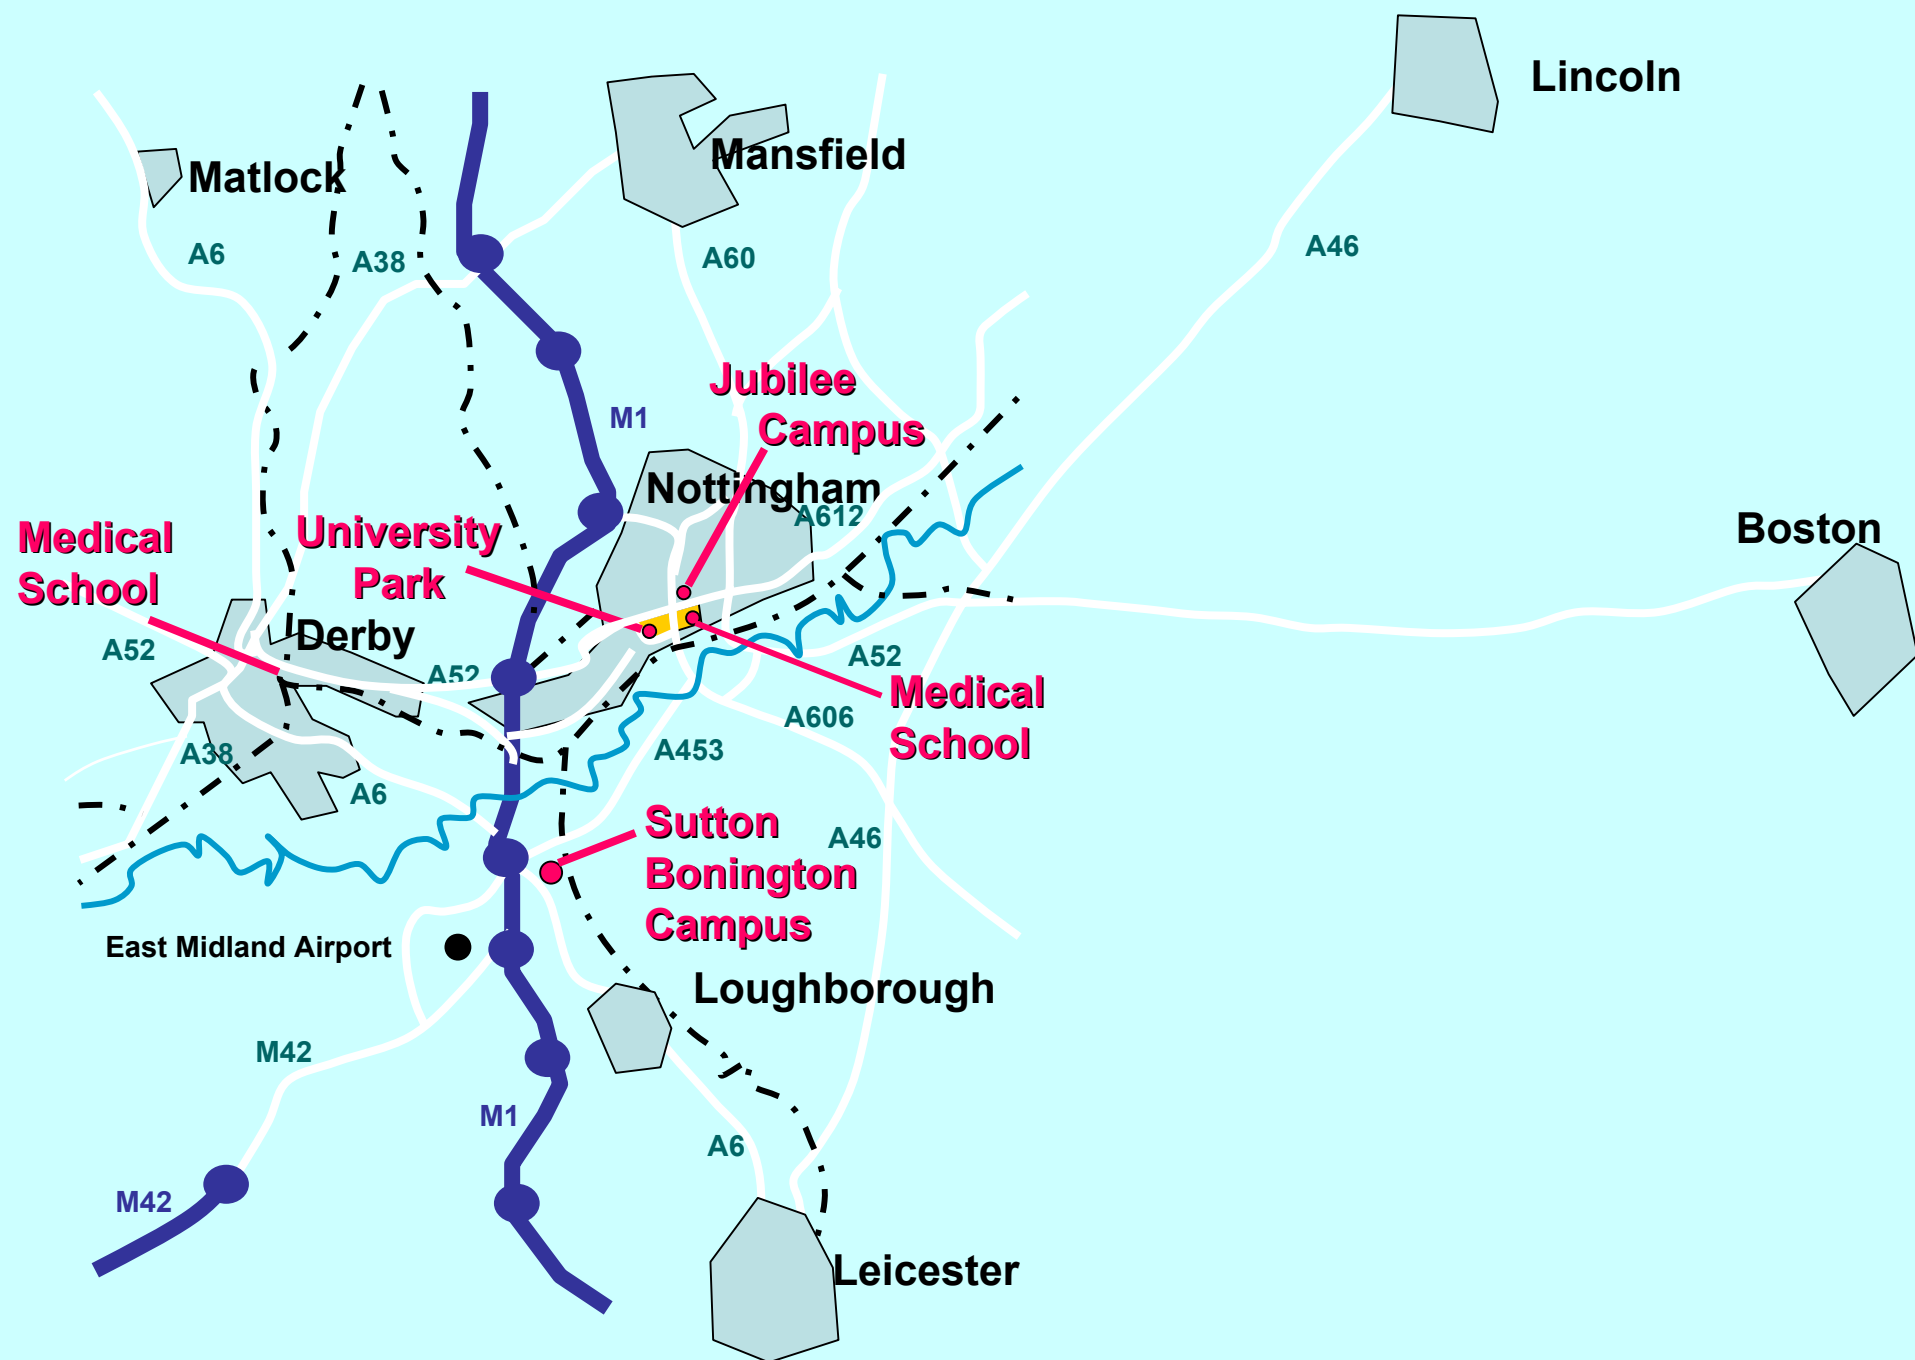 Lincoln
Mansfield
Matlock
A6
A38
A60
A46
Jubilee
Campus
M1
Nottingham
A612
Boston
Medical
School
University
Park
Derby
A52
A52
A52
Medical
School
A606
A38
A453
A6
Sutton
Bonington
Campus
A46
East Midland Airport
Loughborough
M42
M1
A6
M42
Leicester